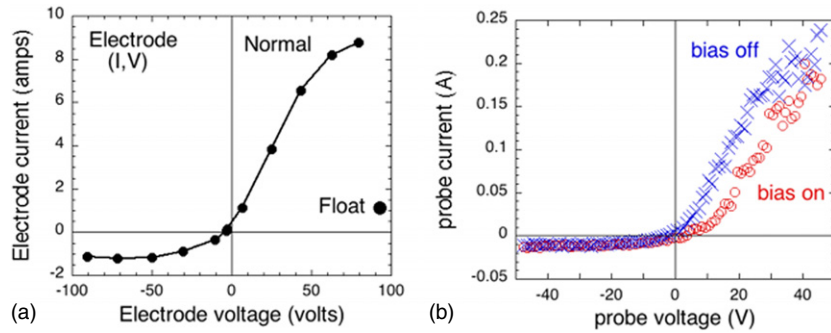 10
8
6
4
2
0
-2
-100
-50
0
50
100
Electrode current (amps)
Electrode voltage (volts)
Electrode
(I,V)
Normal
Float
(a)
0.25
0.2
0.15
0.1
0.05
0
-0.05
-40
-20
0
20
40
probe current (A)
probe voltage (V)
bias off
bias on
(b)